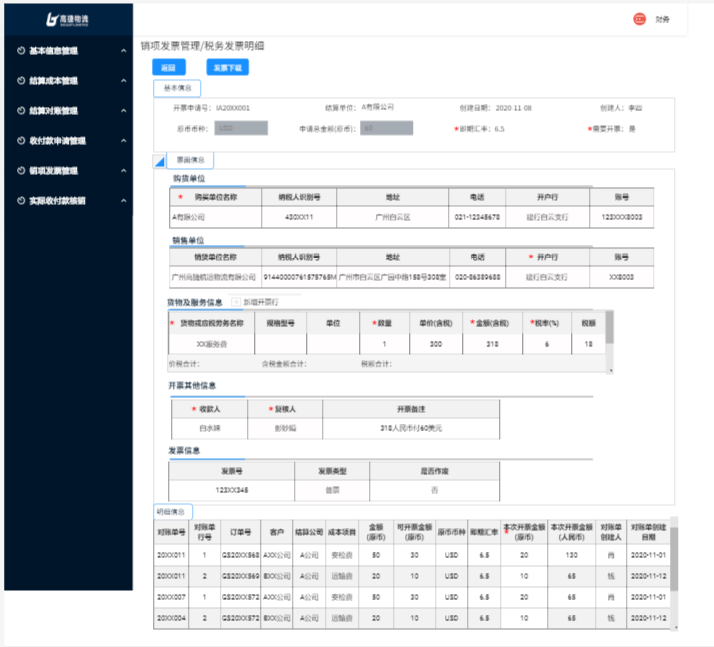 高捷物流
财务
基本信息管理
结算成本管理
结算对账管理
收付款申请管理
销项发票管理
实际收付款核销
销项发票管理/税务发票明细
返回 发票下载
基本信息
开票申请号: IA20XX001 结算单位: A有限公司 创建日期: 2020-11-08 创建人: 李四
原币币种: USD 申请总金额(原币): 60 *即期汇率: 6.5 *需要开票: 是
票面信息
购货单位
* 购买单位名称 纳税人识别号 地址 电话 开户行 账号
A有限公司 430XX11 广州白云区 021-12345678 建行白云支行 123XXX8003
销售单位
销货单位名称 纳税人识别号 地址 电话 * 开户行 账号
广州高捷航运物流有限公司 91440000761575765M 广州市白云区广园中路158号308室 020-86389688 建行白云支行 XX8003
货物及服务信息 新增开票行
* 货物或应税劳务名称 规格型号 单位 *数量 单价(含税) *金额(含税) *税率(%) 税额
XX服务费 1 300 318 6 18
价税合计: 含税金额合计: 税额合计:
开票其他信息
* 收款人 * 复核人 开票备注
318人民币付60美元
发票信息
发票号 发票类型 是否作废
123XX345 普票 否
明细信息
对账单号 对账单行号 订单号 客户 结算公司 成本项目 金额(原币) 可开票金额(原币) 原币币种 即期汇率 *本次开票金额(原币) 本次开票金额(人民币) 对账单创建人 对账单创建日期
20XX011 1 GS20XX568 AXX公司 A公司 安检费 50 30 USD 6.5 20 130 肖 2020-11-01
20XX011 2 GS20XX569 BXX公司 A公司 运输费 20 10 USD 6.5 10 65 钱 2020-11-12
20XX007 1 GS20XX572 AXX公司 A公司 安检费 50 30 USD 6.5 20 65 肖 2020-11-01
20XX004 2 GS20XX572 BXX公司 A公司 运输费 20 10 USD 6.5 10 65 钱 2020-11-12